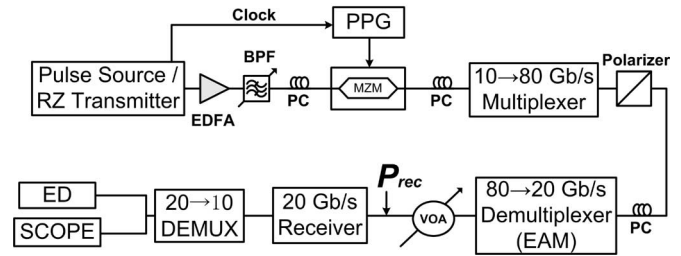 Clock
PPG
Pulse Source /
RZ Transmitter
EDFA
BPF
PC
MZM
PC
10→80 Gb/s
Multiplexer
Polarizer
ED
SCOPE
20→10
DEMUX
20 Gb/s
Receiver
Prec
VOA
80→20 Gb/s
Demultiplexer
(EAM)
PC